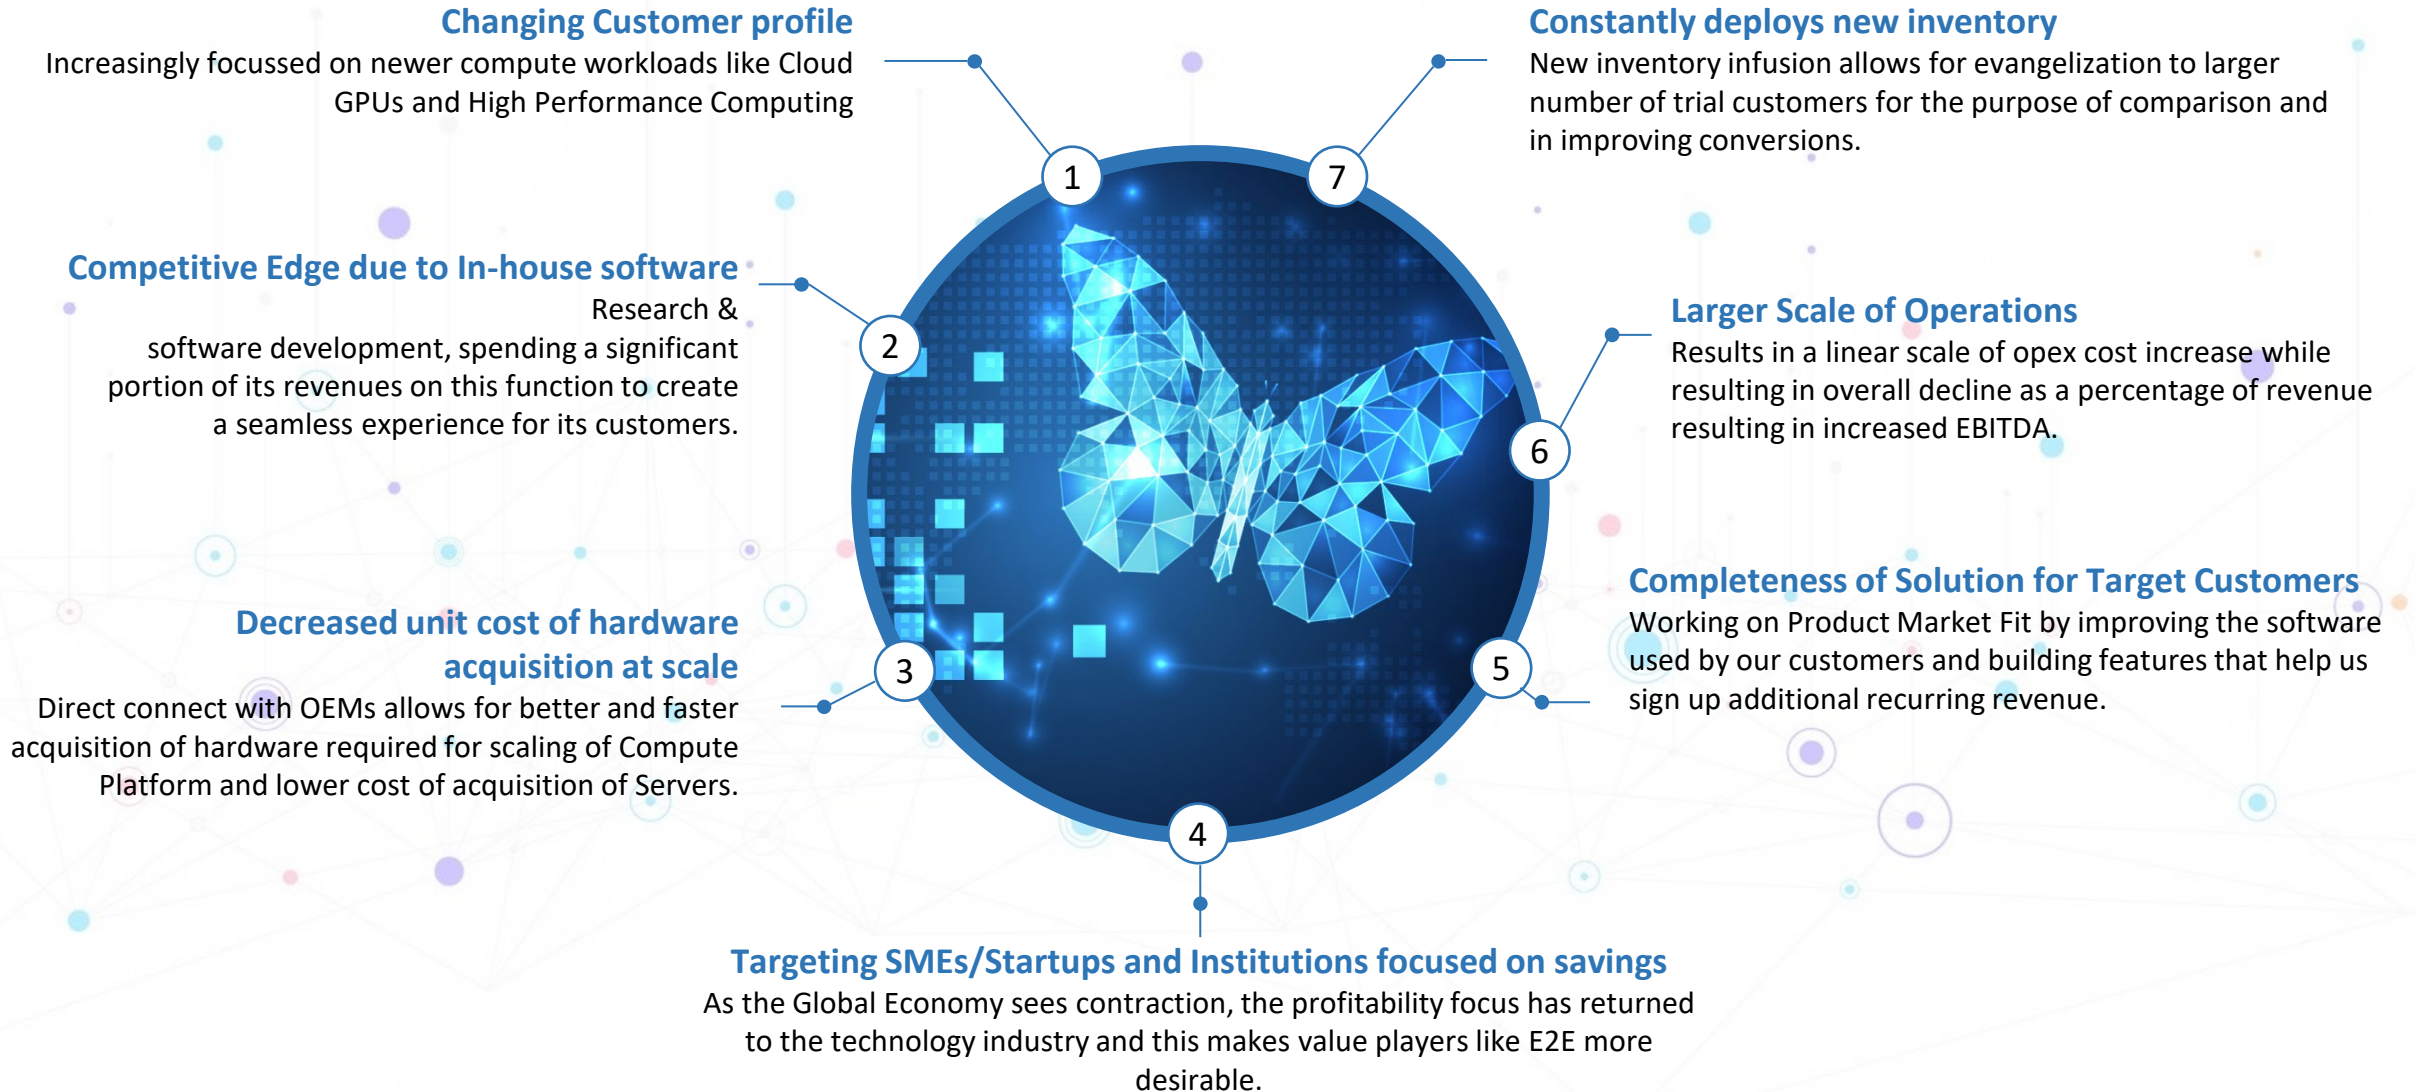 Changing Customer profile
Increasingly focussed on newer compute workloads like Cloud
GPUs and High Performance Computing
1
Competitive Edge due to In-house software
Research &
software development, spending a significant
portion of its revenues on this function to create
a seamless experience for its customers.
2
Decreased unit cost of hardware
acquisition at scale
Direct connect with OEMs allows for better and faster
acquisition of hardware required for scaling of Compute
Platform and lower cost of acquisition of Servers.
3
4
Targeting SMEs/Startups and Institutions focused on savings
As the Global Economy sees contraction, the profitability focus has returned
to the technology industry and this makes value players like E2E more
desirable.
5
Completeness of Solution for Target Customers
Working on Product Market Fit by improving the software
used by our customers and building features that help us
sign up additional recurring revenue.
6
Larger Scale of Operations
Results in a linear scale of opex cost increase while
resulting in overall decline as a percentage of revenue
resulting in increased EBITDA.
7
Constantly deploys new inventory
New inventory infusion allows for evangelization to larger
number of trial customers for the purpose of comparison and
in improving conversions.